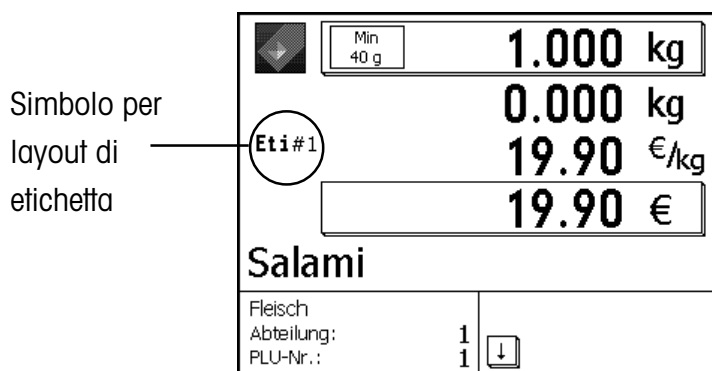 Simbolo per
layout di
etichetta
Min
40 g
1.000 kg
0.000 kg
Eti#1
19.90 €/kg
19.90 €
Salami
Fleisch
Abteilung: 1
PLU-Nr.: 1
↓